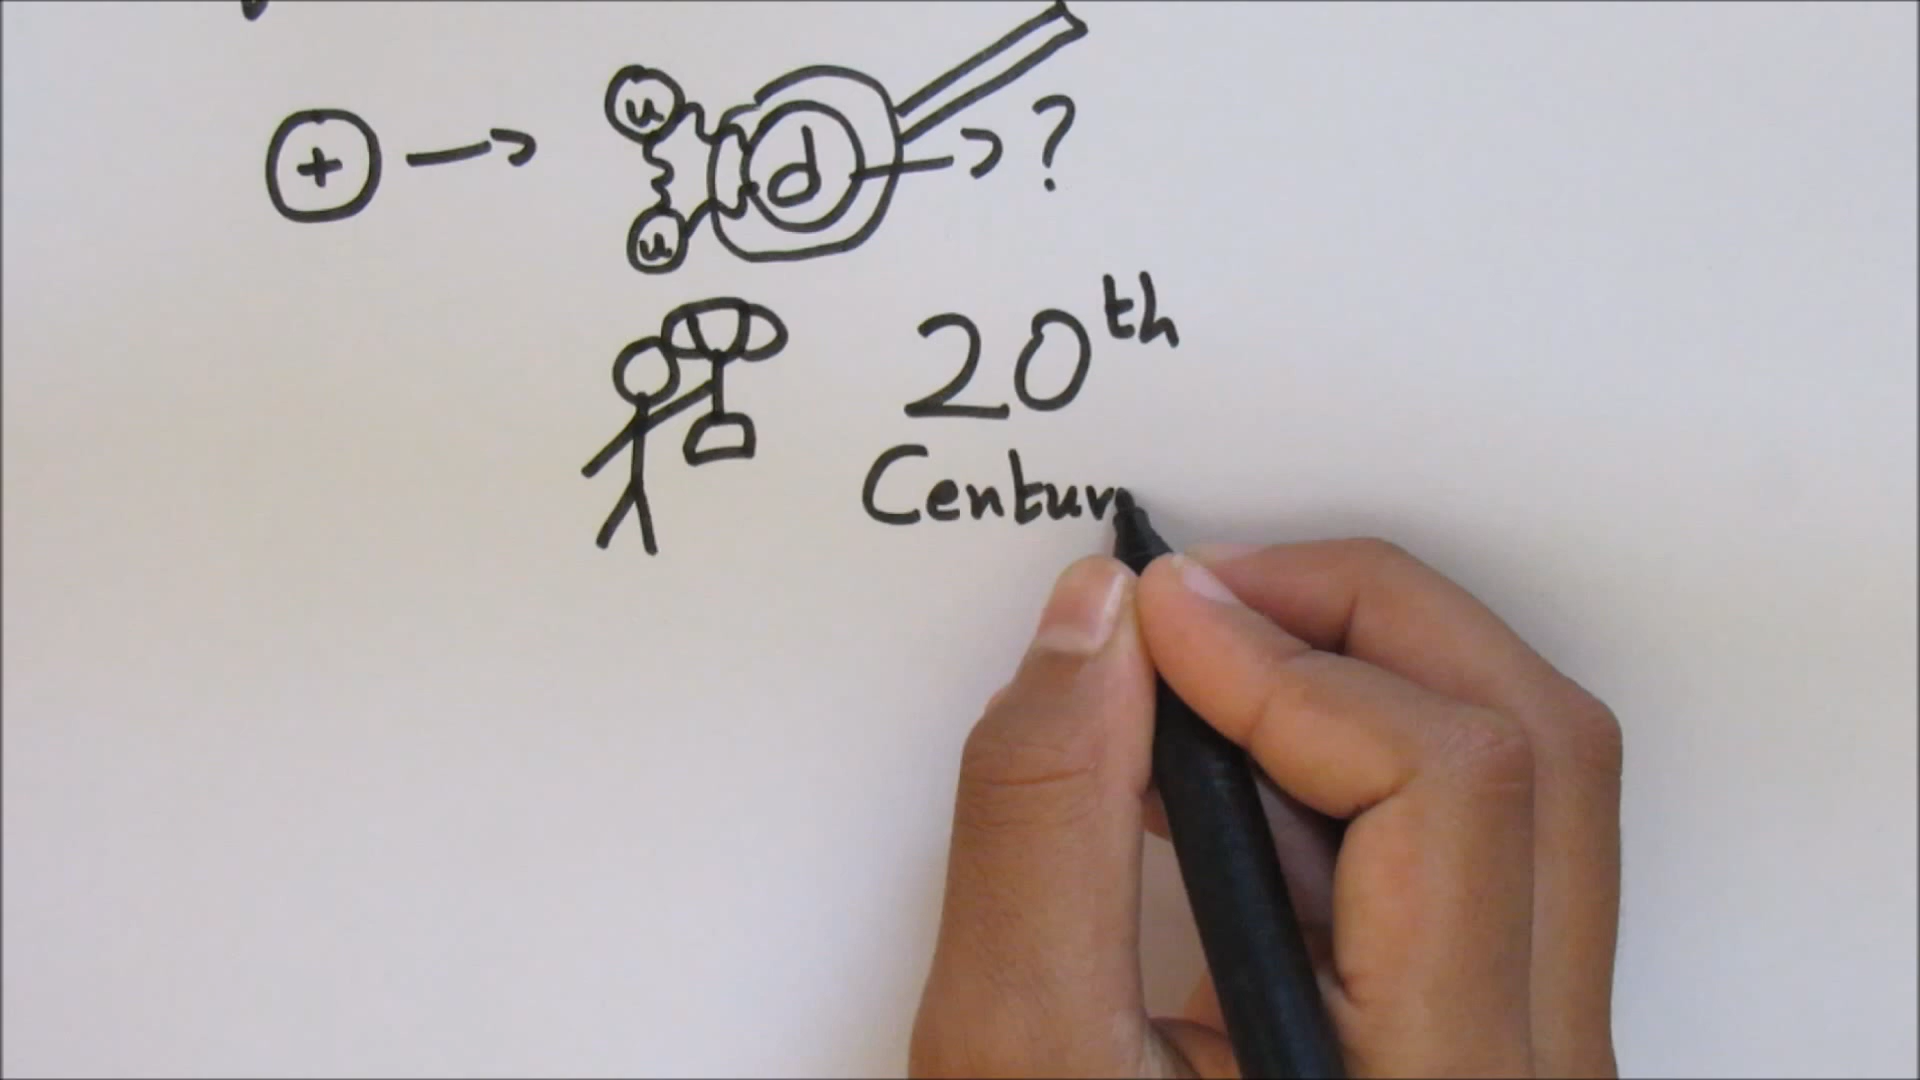 + → u u d → ?
20th
Centur